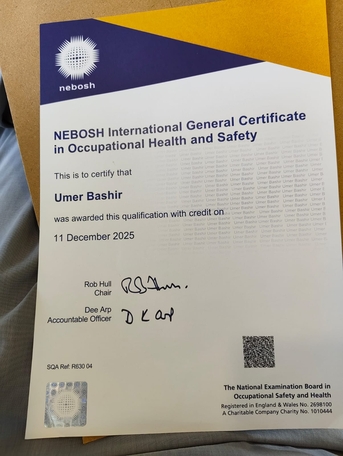 nebosh
NEBOSH International General Certificate
in Occupational Health and Safety
This is to certify that
Umer Bashir
was awarded this qualification with credit on
11 December 2025
Rob Hull
Chair
Dee Arp
Accountable Officer
SQA Ref: R630 04
The National Examination Board in
Occupational Safety and Health
Registered in England & Wales No. 2698100
A Charitable Company Charity No. 1010444